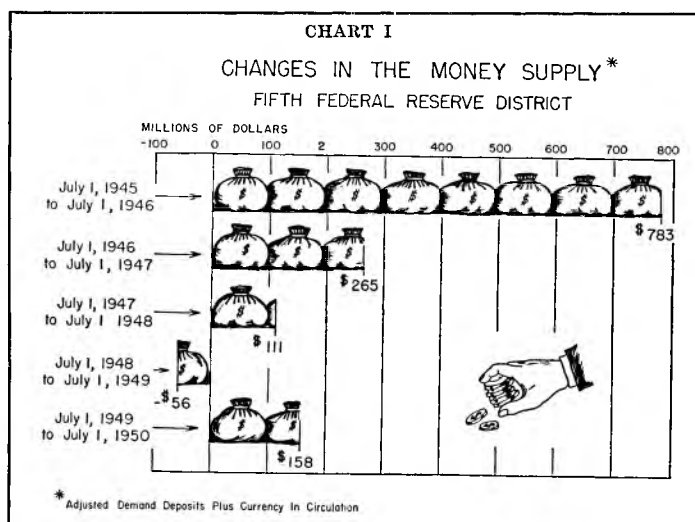 CHART I
CHANGES IN THE MONEY SUPPLY*
FIFTH FEDERAL RESERVE DISTRICT
MILLIONS OF DOLLARS
-100 0 100 2 300 400 500 600 700 800
July 1, 1945
to July 1, 1946
$783
July 1, 1946
to July 1, 1947
$265
July 1, 1947
to July 1 1948
$111
July 1, 1948
to July 1, 1949
-$56
July 1, 1949
to July 1, 1950
$158
*Adjusted Demand Deposits Plus Currency In Circulation